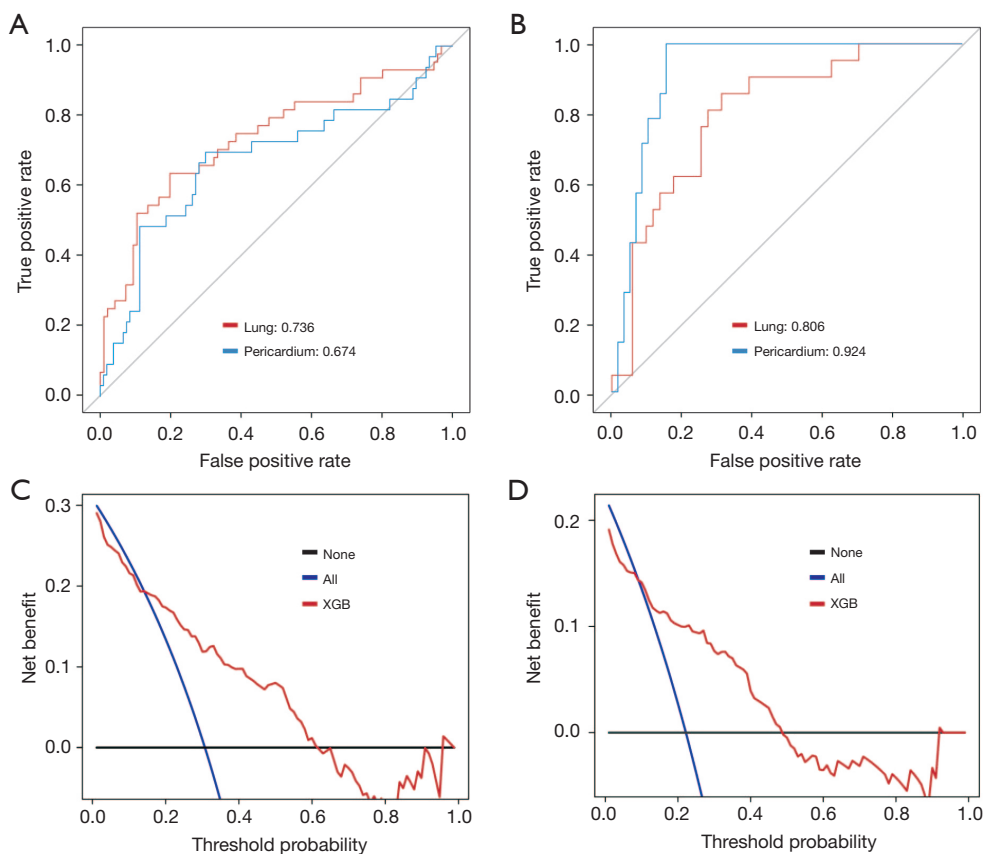 A
1.0
0.8
0.6
0.4
0.2
0.0
True positive rate
Lung: 0.736
Pericardium: 0.674
0.0 0.2 0.4 0.6 0.8 1.0
False positive rate
B
1.0
0.8
0.6
0.4
0.2
0.0
True positive rate
Lung: 0.806
Pericardium: 0.924
0.0 0.2 0.4 0.6 0.8 1.0
False positive rate
C
0.3
0.2
0.1
0.0
Net benefit
None
All
XGB
0.0 0.2 0.4 0.6 0.8 1.0
Threshold probability
D
0.2
0.1
0.0
Net benefit
None
All
XGB
0.0 0.2 0.4 0.6 0.8 1.0
Threshold probability